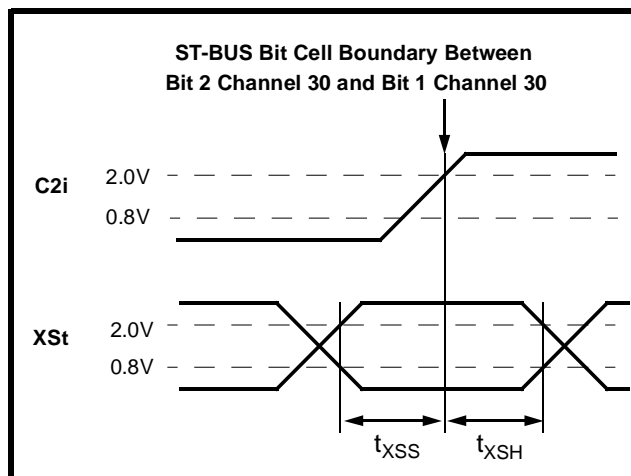 ST-BUS Bit Cell Boundary Between
Bit 2 Channel 30 and Bit 1 Channel 30
C2i
2.0V
0.8V
XSt
2.0V
0.8V
tXSS
tXSH